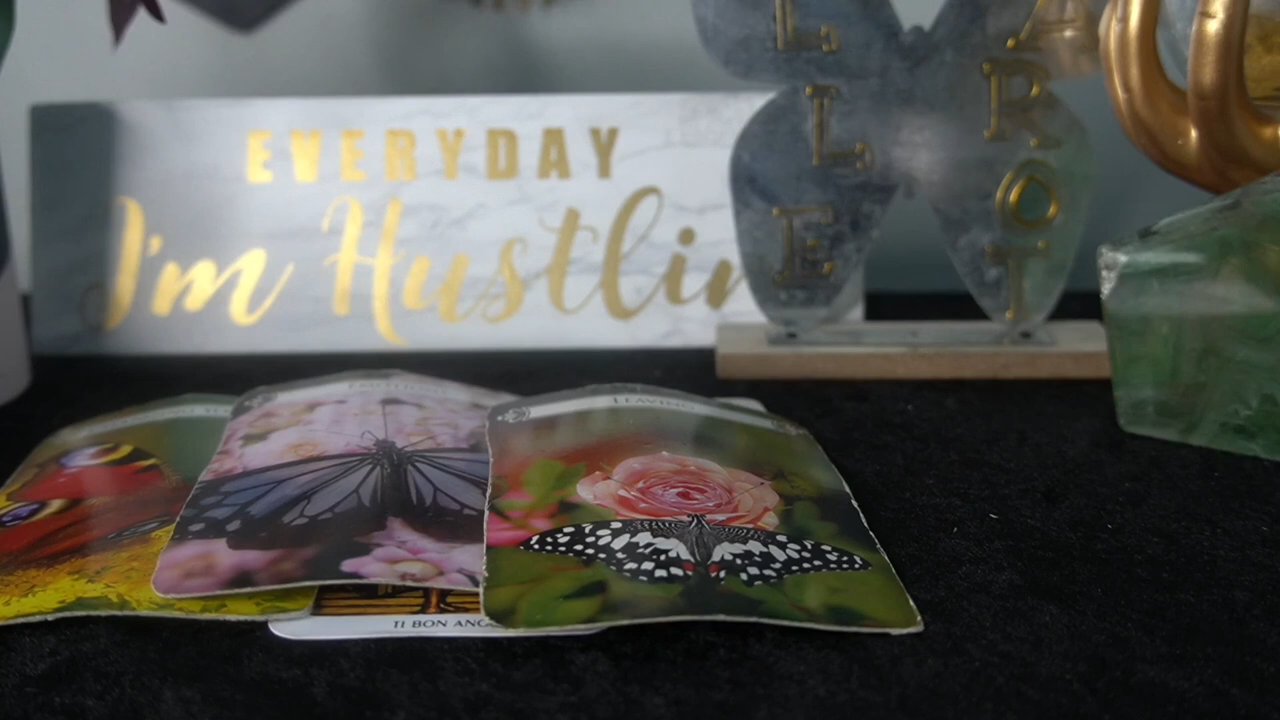 EVERYDAY
I'm Hustlin
L
L
E
A
R
O
T
LEAVING
TI BON ANG